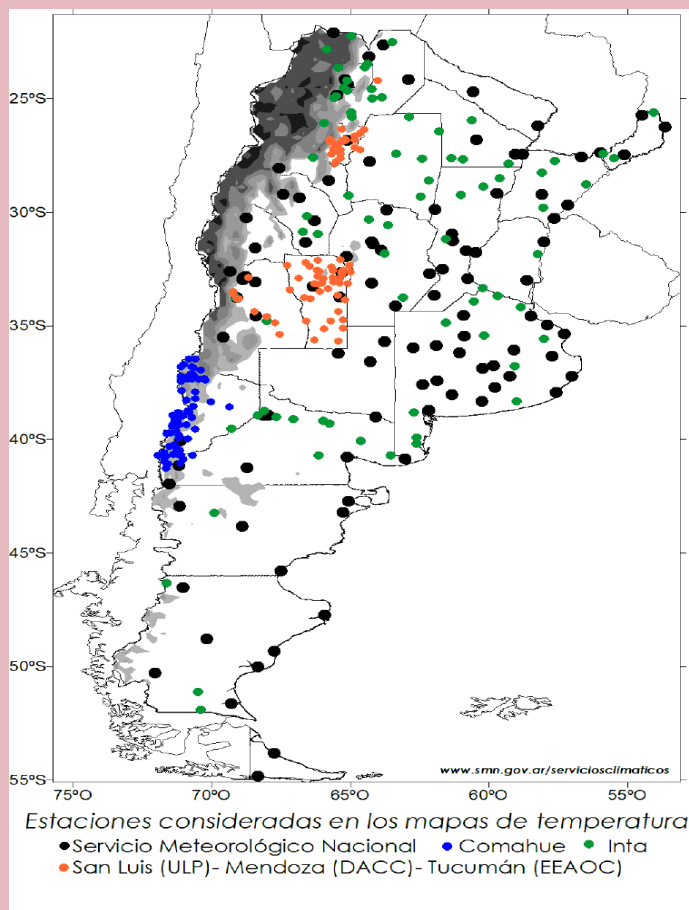 25°S
30°S
35°S
40°S
45°S
50°S
55°S
www.smn.gov.ar/serviciosclimaticos
75°O 70°O 65°O 60°O 55°O
Estaciones consideradas en los mapas de temperatura
Servicio Meteorológico Nacional Comahue Inta
San Luis (ULP)- Mendoza (DACC)- Tucumán (EEAOC)